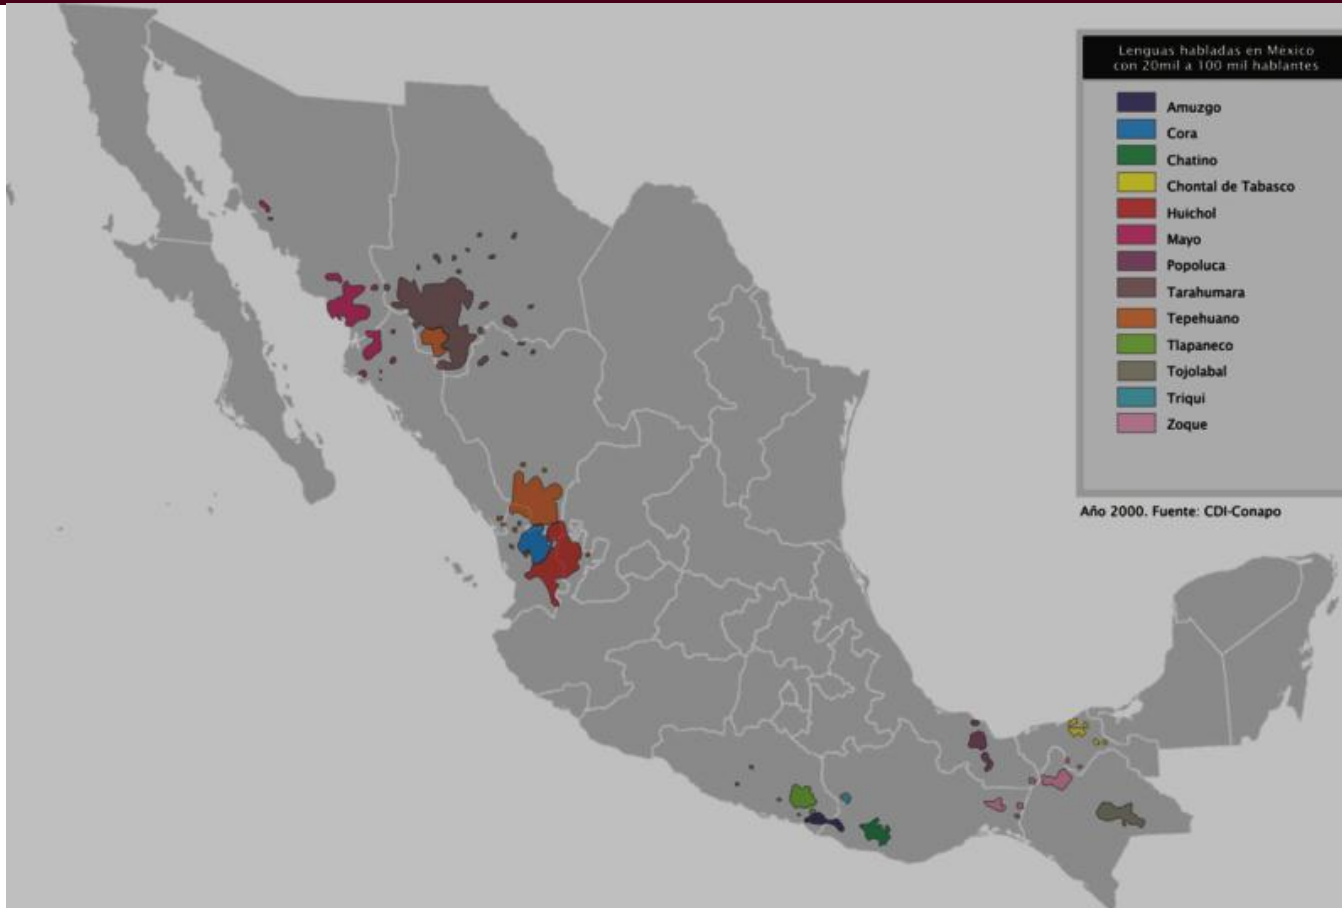 Lenguas habladas en México
con 20mil a 100 mil hablantes
Amuzgo
Cora
Chatino
Chontal de Tabasco
Huichol
Mayo
Popoluca
Tarahumara
Tepehuano
Tlapaneco
Tojolabal
Triqui
Zoque
Año 2000. Fuente: CDI-Conapo